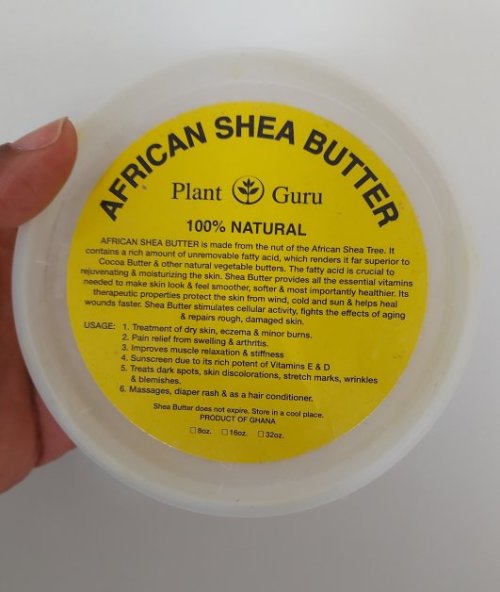 AFRICAN SHEA BUTTER
Plant Guru
100% NATURAL
AFRICAN SHEA BUTTER is made from the nut of the African Shea Tree. It
contains a rich amount of unremovable fatty acid, which renders it far superior to
Cocoa Butter & other natural vegetable butters. The fatty acid is crucial to
rejuvenating & moisturizing the skin. Shea Butter provides all the essential vitamins
needed to make skin look & feel smoother, softer & most importantly healthier. Its
therapeutic properties protect the skin from wind, cold and sun & helps heal
wounds faster. Shea Butter stimulates cellular activity, fights the effects of aging
& repairs rough, damaged skin.
USAGE: 1. Treatment of dry skin, eczema & minor burns.
2. Pain relief from swelling & arthritis.
3. Improves muscle relaxation & stiffness
4. Sunscreen due to its rich potent of Vitamins E & D
5. Treats dark spots, skin discolorations, stretch marks, wrinkles
& blemishes.
6. Massages, diaper rash & as a hair conditioner.
Shea Butter does not expire. Store in a cool place.
PRODUCT OF GHANA
☐ 8oz. ☐ 16oz. ☐ 32oz.